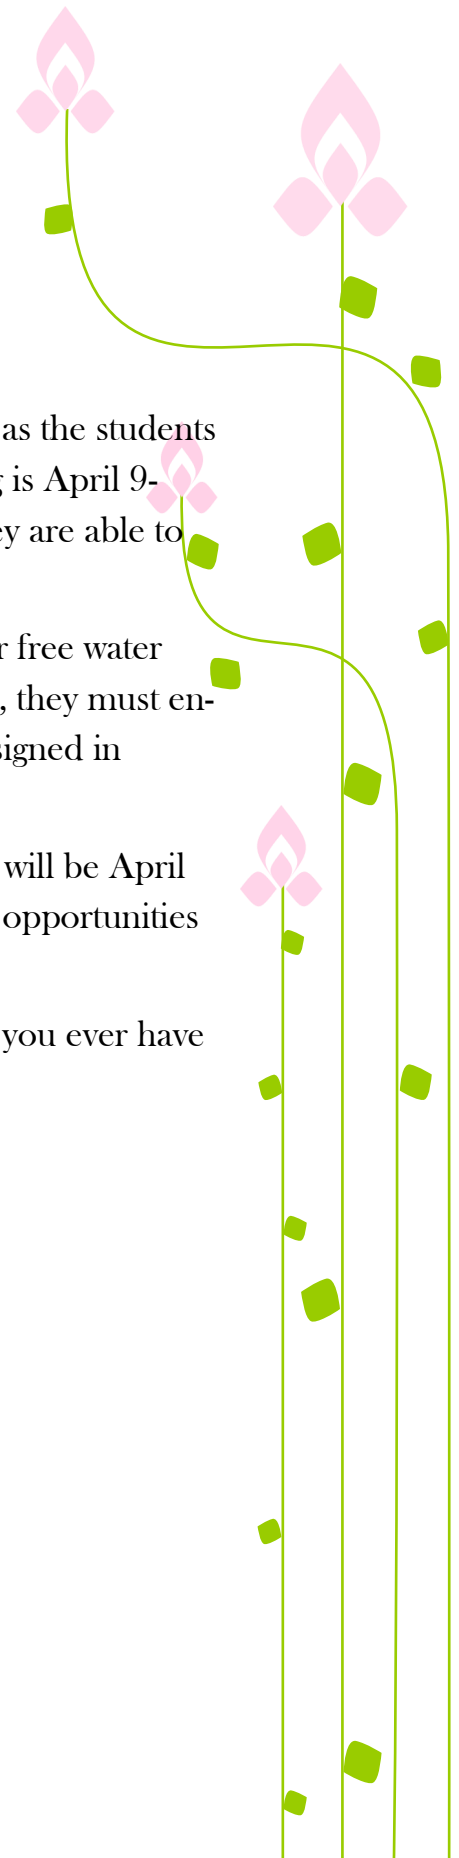 as the students
is April 9-
are able to
free water
, they must en-
signed in
will be April
opportunities
you ever have